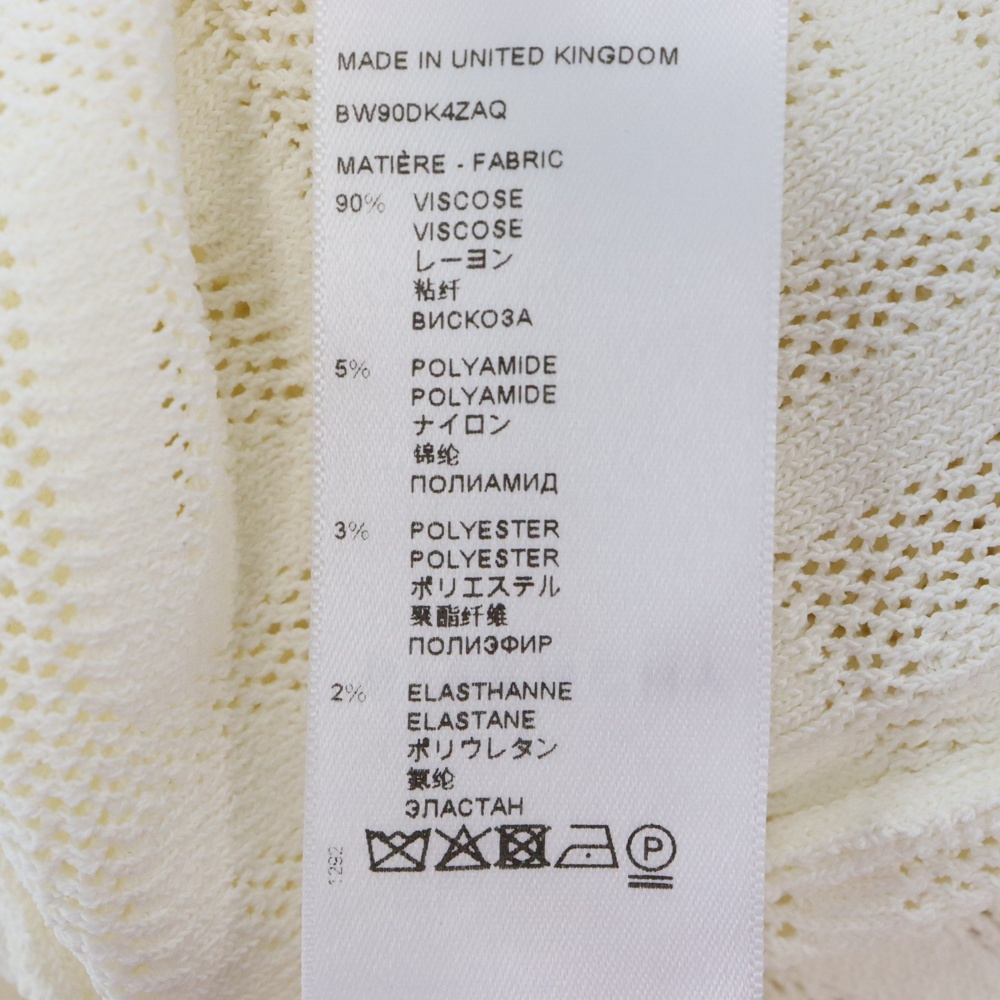 MADE IN UNITED KINGDOM
BW90DK4ZAQ
MATIÈRE - FABRIC
90% VISCOSE
VISCOSE
レーヨン
粘纤
ВИСКОЗА
5% POLYAMIDE
POLYAMIDE
ナイロン
锦纶
ПОЛИАМИД
3% POLYESTER
POLYESTER
ポリエステル
聚酯纤维
ПОЛИЭФИР
2% ELASTHANNE
ELASTANE
ポリウレタン
氨纶
ЭЛАСТАН
P
1292